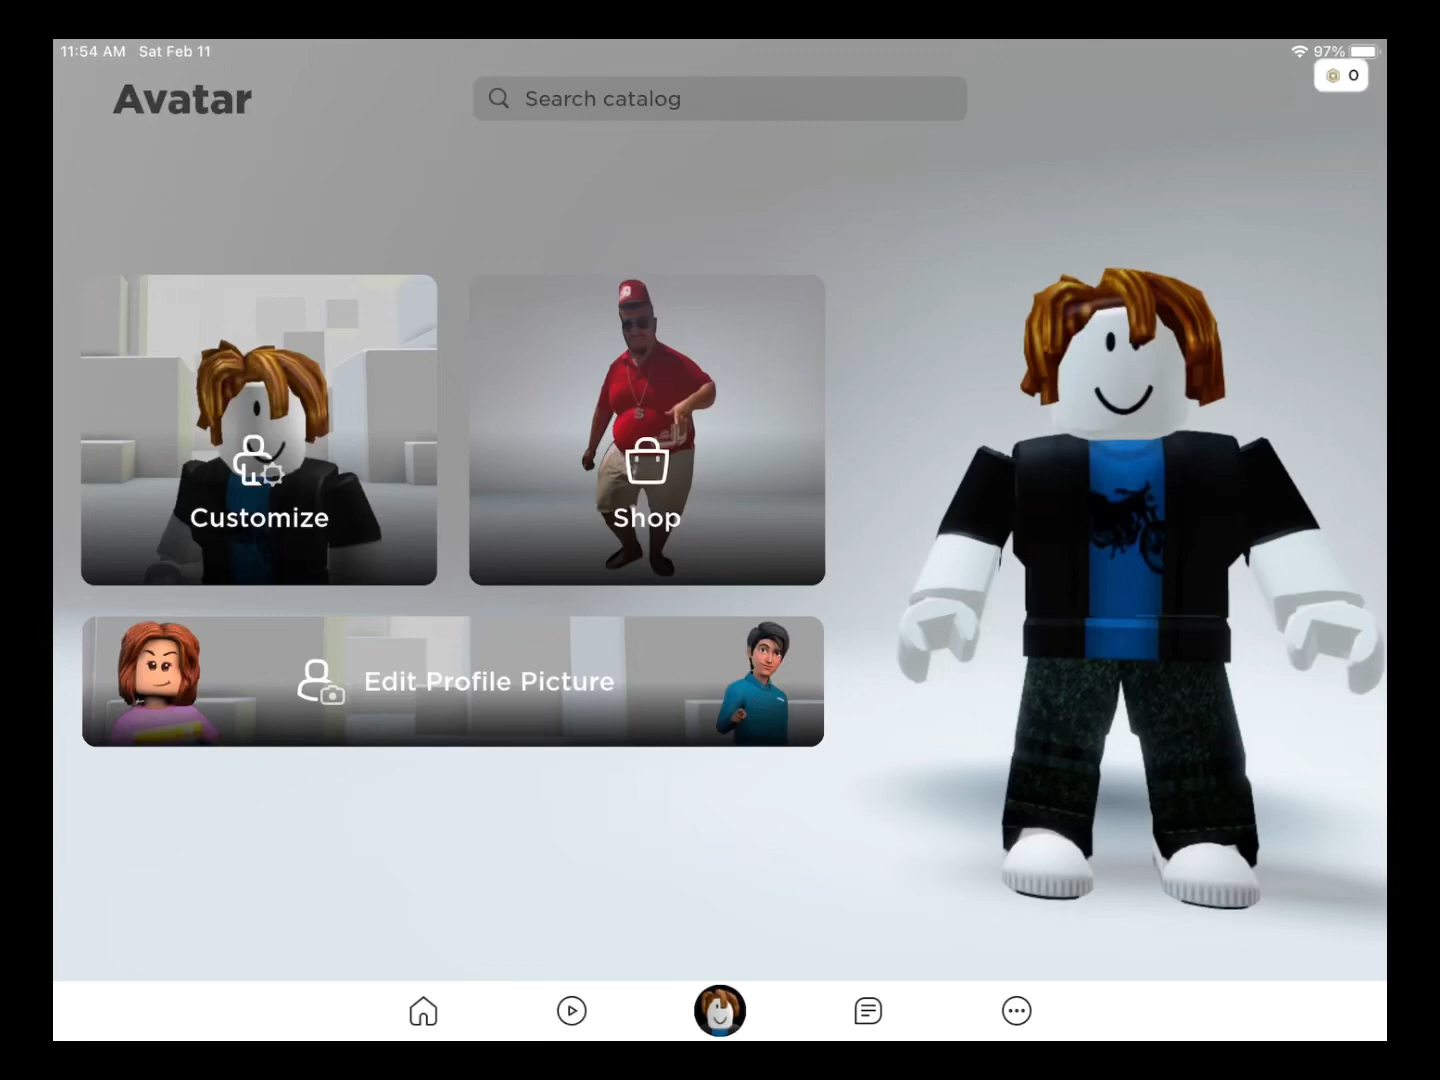 11:54 AM Sat Feb 11
97%
0
Avatar
Search catalog
Customize
Shop
Edit Profile Picture